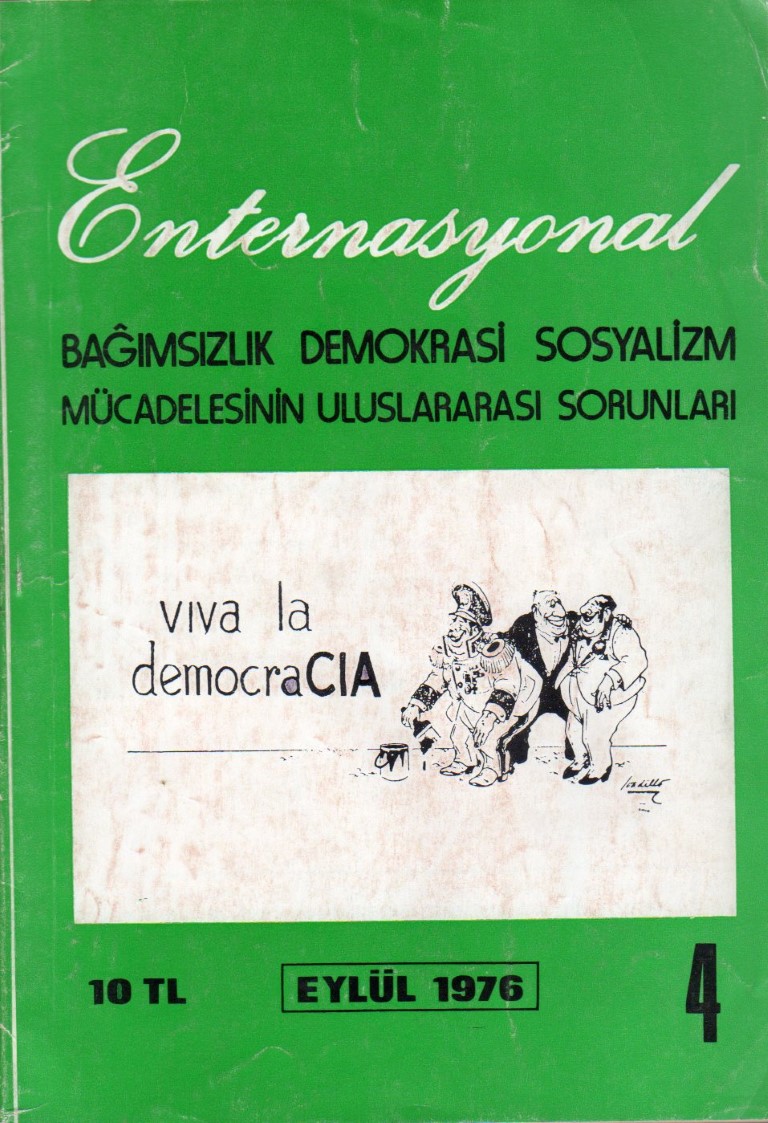 Enternasyonal
BAĞIMSIZLIK DEMOKRASİ SOSYALİZM
MÜCADELESİNİN ULUSLARARASI SORUNLARI
viva la
democraCIA
10 TL
EYLÜL 1976
4